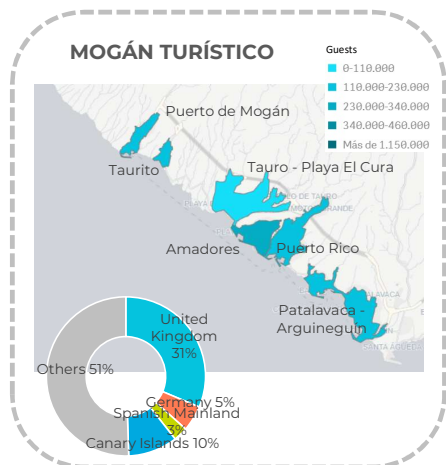 MOGÁN TURÍSTICO
Guests
0-110.000
110.000-230.000
230.000-340.000
340.000-460.000
Más de 1.150.000
Puerto de Mogán
Taurito
Tauro - Playa El Cura
Amadores
Puerto Rico
Patalavaca -
Arguineguín
United
Kingdom
31%
Others 51%
Germany 5%
Spanish Mainland
3%
Canary Islands 10%